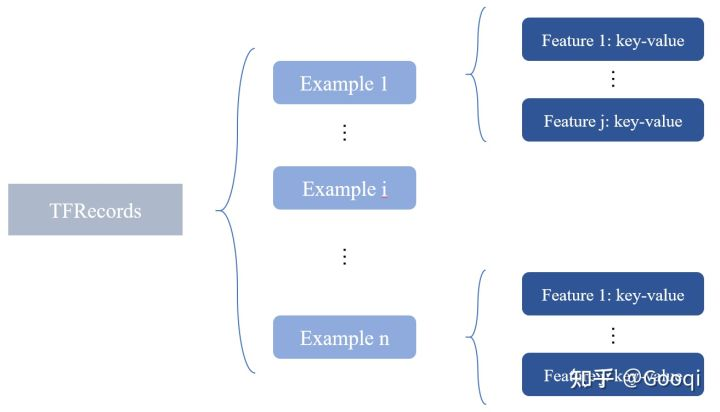 Feature 1: key-value
Example 1
⋮
⋮
Feature j: key-value
Example i
TFRecords
⋮
Feature 1: key-value
Example n
⋮
知乎 @Gooqi